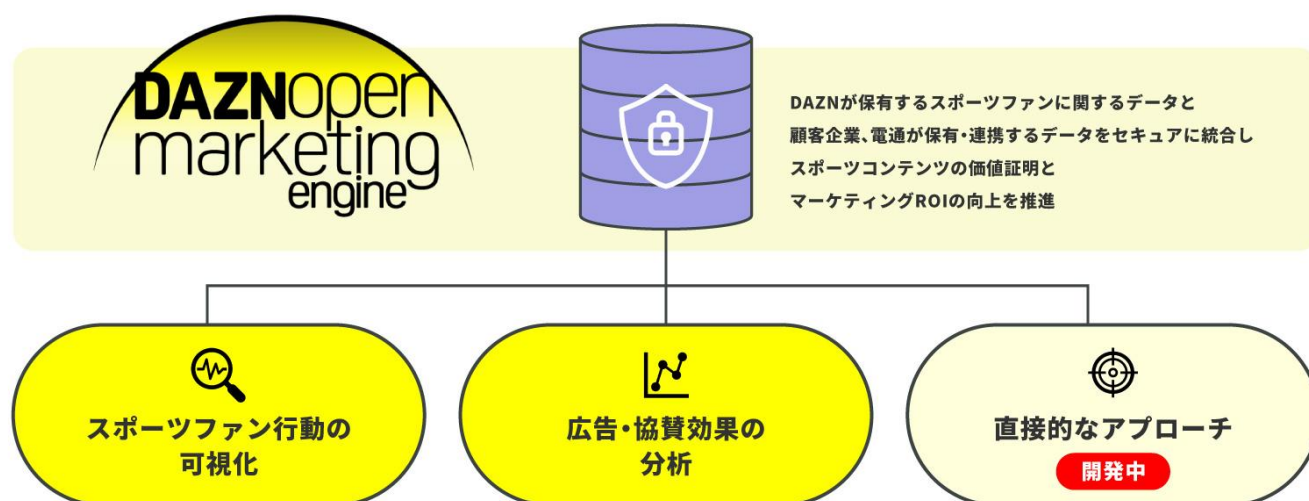 DAZNopen
marketing
engine
DAZNが保有するスポーツファンに関するデータと
顧客企業、電通が保有・連携するデータをセキュアに統合し
スポーツコンテンツの価値証明と
マーケティングROIの向上を推進
スポーツファン行動の
可視化
広告・協賛効果の
分析
直接的なアプローチ
開発中